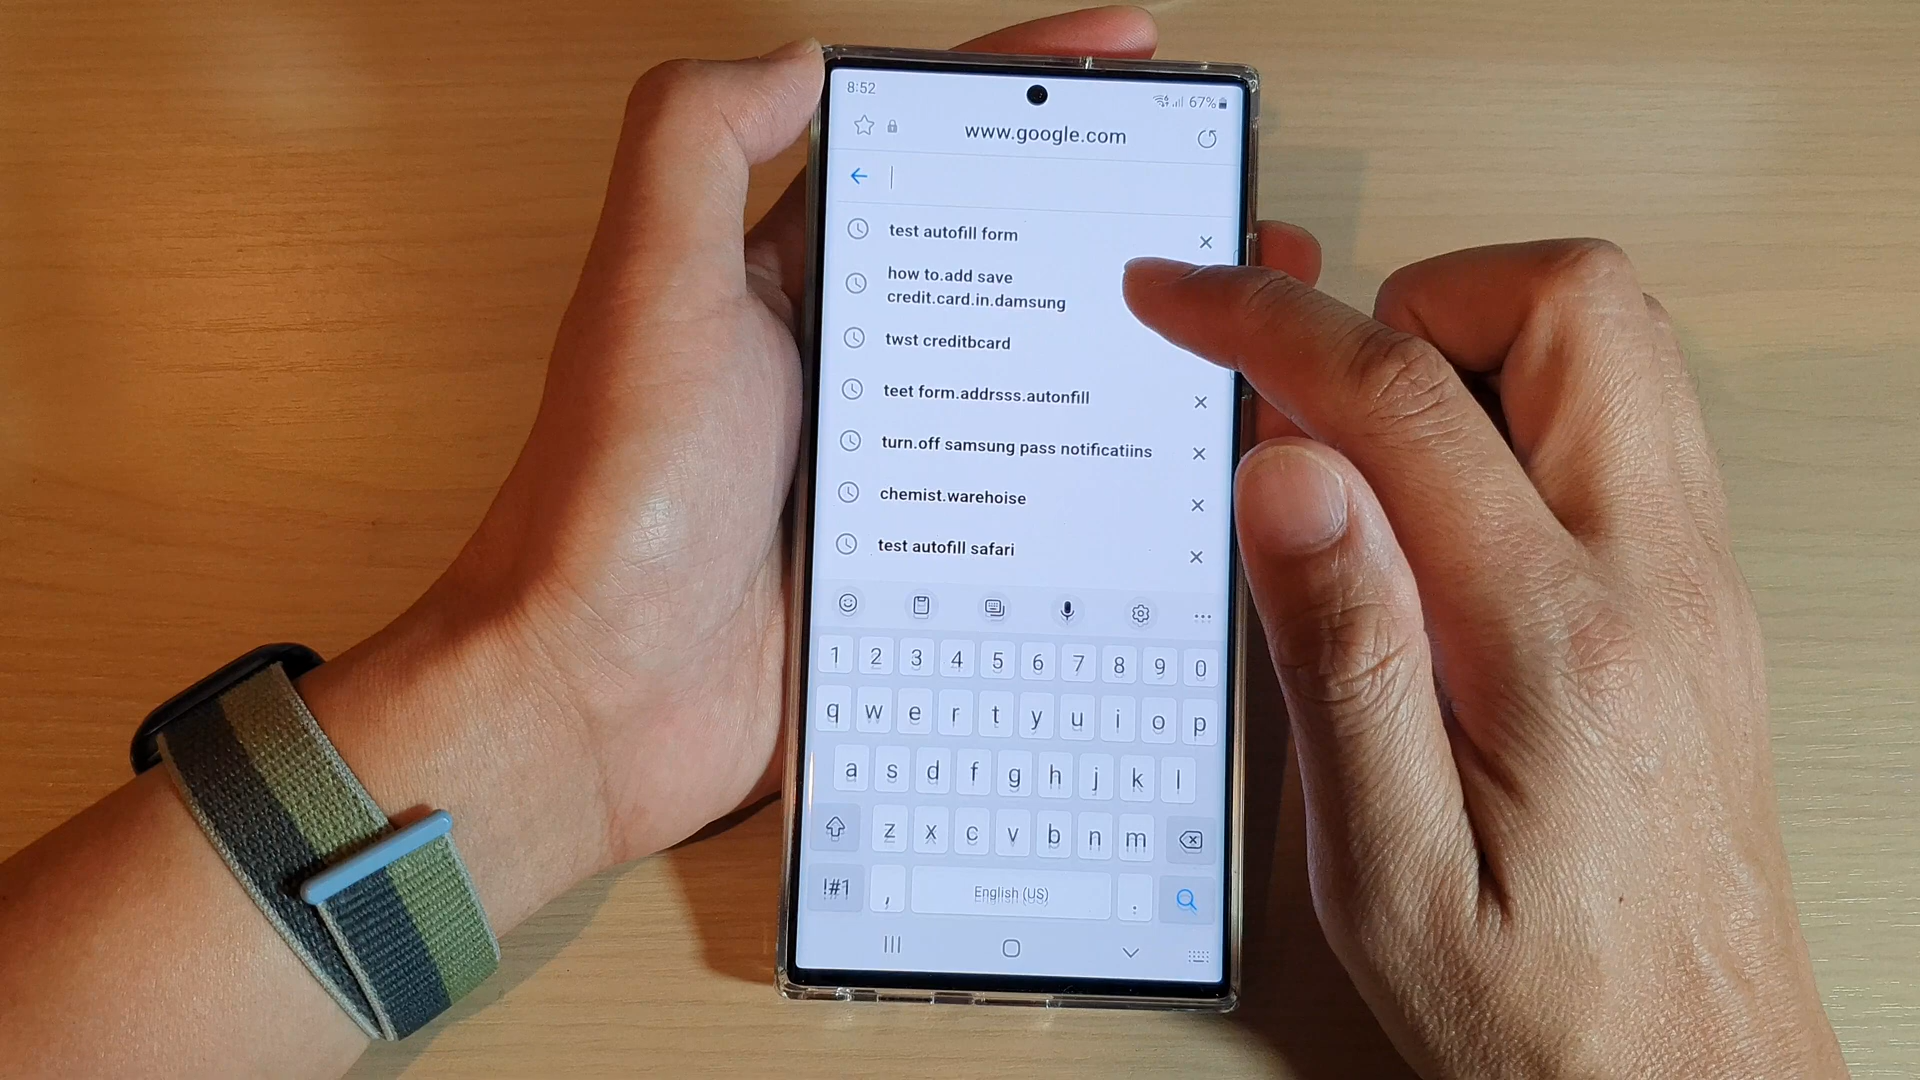 8:52 67%
www.google.com
test autofill form
how to.add save
credit.card.in.damsung
twst creditbcard
teet form.addrsss.autonfill
turn.off samsung pass notificatiins
chemist.warehoise
test autofill safari
1 2 3 4 5 6 7 8 9 0
q w e r t y u i o p
a s d f g h j k l
z x c v b n m
!#1 , English (US) .